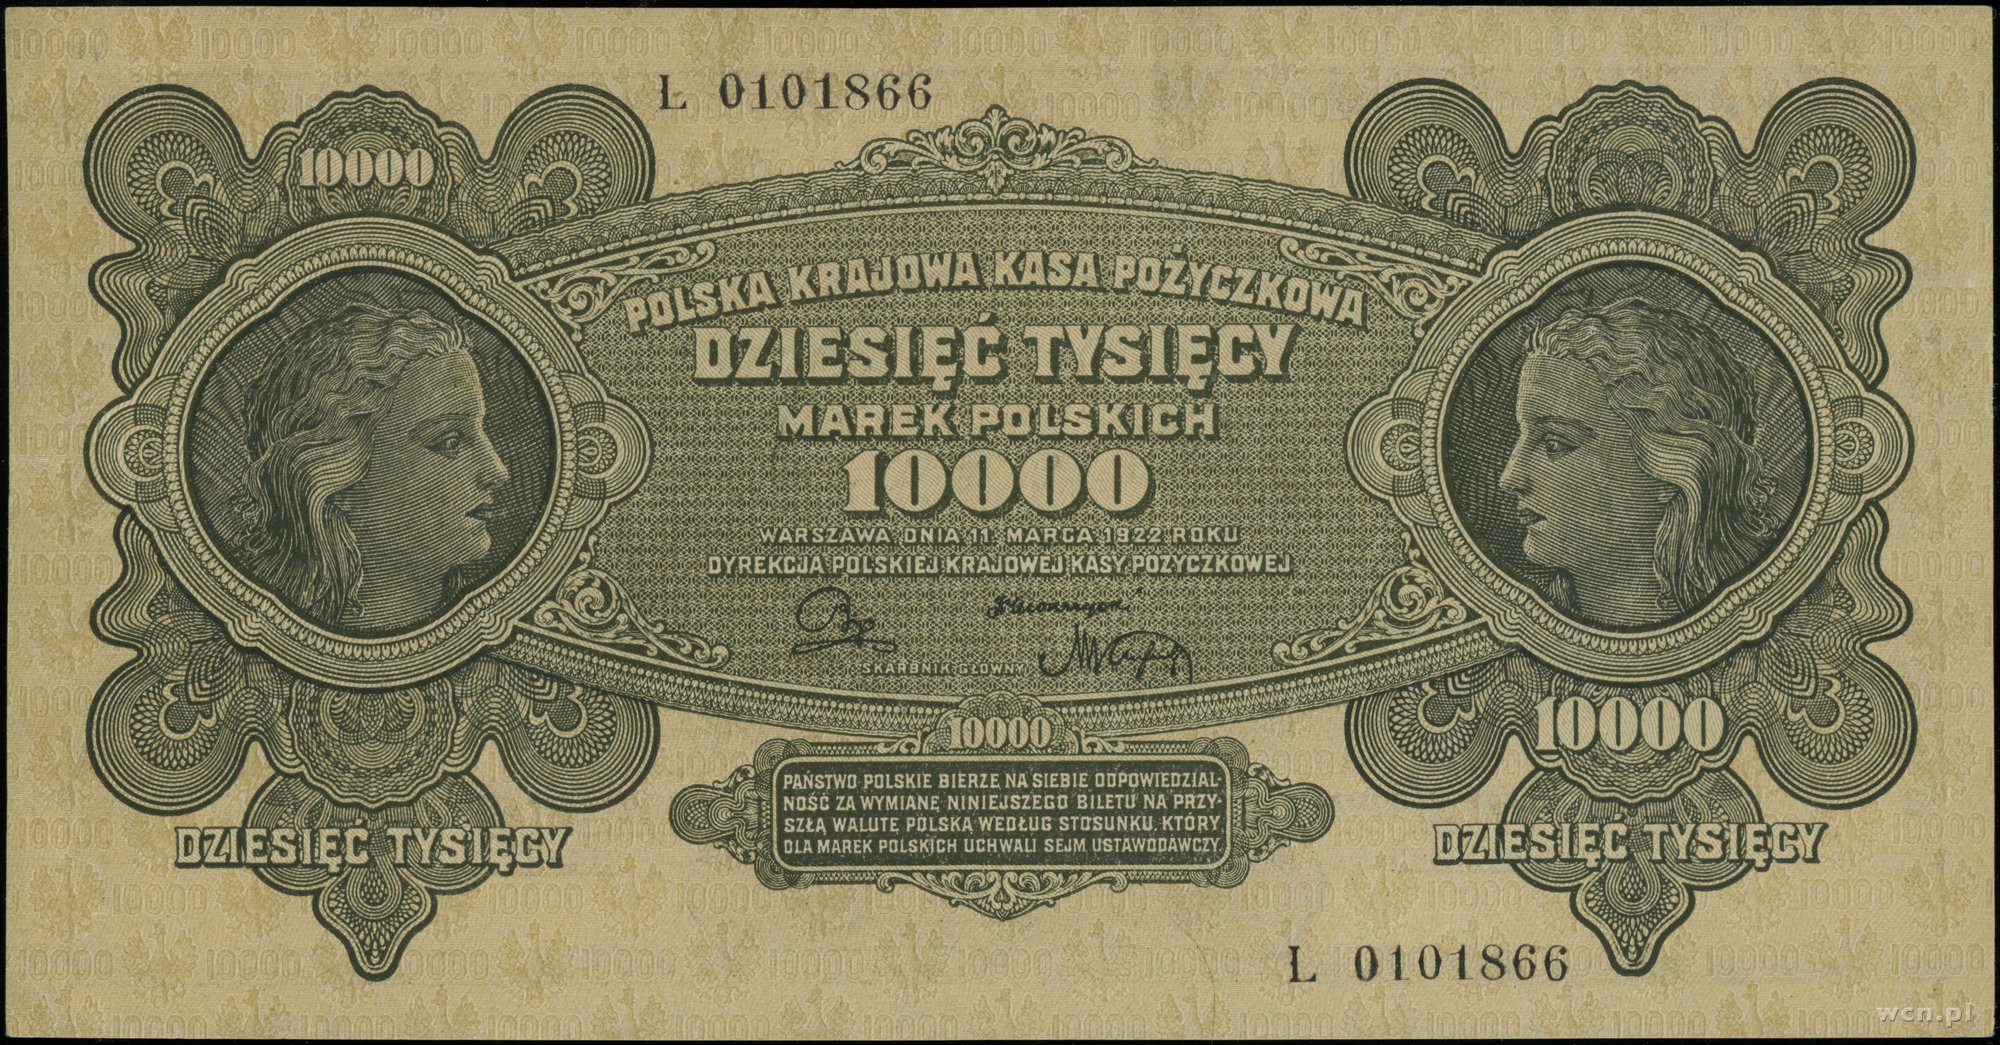 L 0101866
10000
POLSKA KRAJOWA KASA POŻYCZKOWA
DZIESIĘĆ TYSIĘCY
MAREK POLSKICH
10000
WARSZAWA, DNIA 11. MARCA 1922 ROKU
DYREKCJA POLSKIEJ KRAJOWEJ KASY POŻYCZKOWEJ
SKARBNIK GŁÓWNY
10000
10000
PAŃSTWO POLSKIE BIERZE NA SIEBIE ODPOWIEDZIAL-
NOŚĆ ZA WYMIANĘ NINIEJSZEGO BILETU NA PRZY-
SZŁĄ WALUTĘ POLSKĄ WEDŁUG STOSUNKU, KTÓRY
DLA MAREK POLSKICH UCHWALI SEJM USTAWODAWCZY.
DZIESIĘĆ TYSIĘCY
DZIESIĘĆ TYSIĘCY
L 0101866
wcn.pl